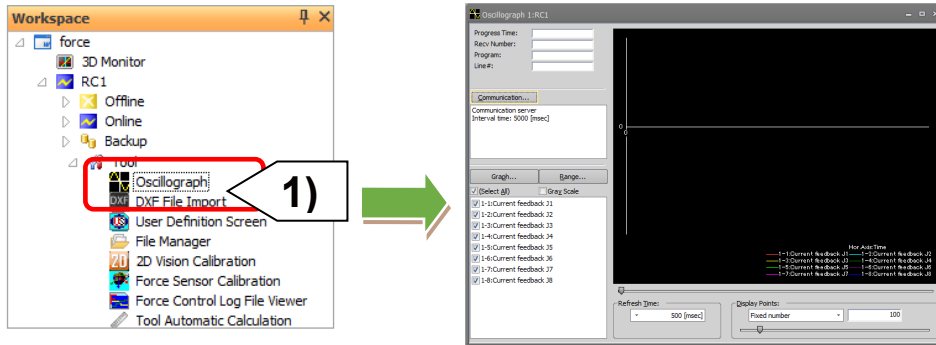 Workspace
force
3D Monitor
RC1
Offline
Online
Backup
Tool
Oscillograph
DXF File Import
User Definition Screen
File Manager
2D Vision Calibration
Force Sensor Calibration
Force Control Log File Viewer
Tool Automatic Calculation
1)
Oscillograph 1:RC1
Progress Time:
Recv Number:
Program:
Line#:
Communication...
Communication server
Interval time: 5000 [msec]
Gragh... Range...
(Select All) Gray Scale
1-1:Current feedback J1
1-2:Current feedback J2
1-3:Current feedback J3
1-4:Current feedback J4
1-5:Current feedback J5
1-6:Current feedback J6
1-7:Current feedback J7
1-8:Current feedback J8
0
0
Hor.Axis:Time
1-1:Current feedback J1 1-2:Current feedback J2
1-3:Current feedback J3 1-4:Current feedback J4
1-5:Current feedback J5 1-6:Current feedback J6
1-7:Current feedback J7 1-8:Current feedback J8
Refresh Time:
500 [msec]
Display Points:
Fixed number 100